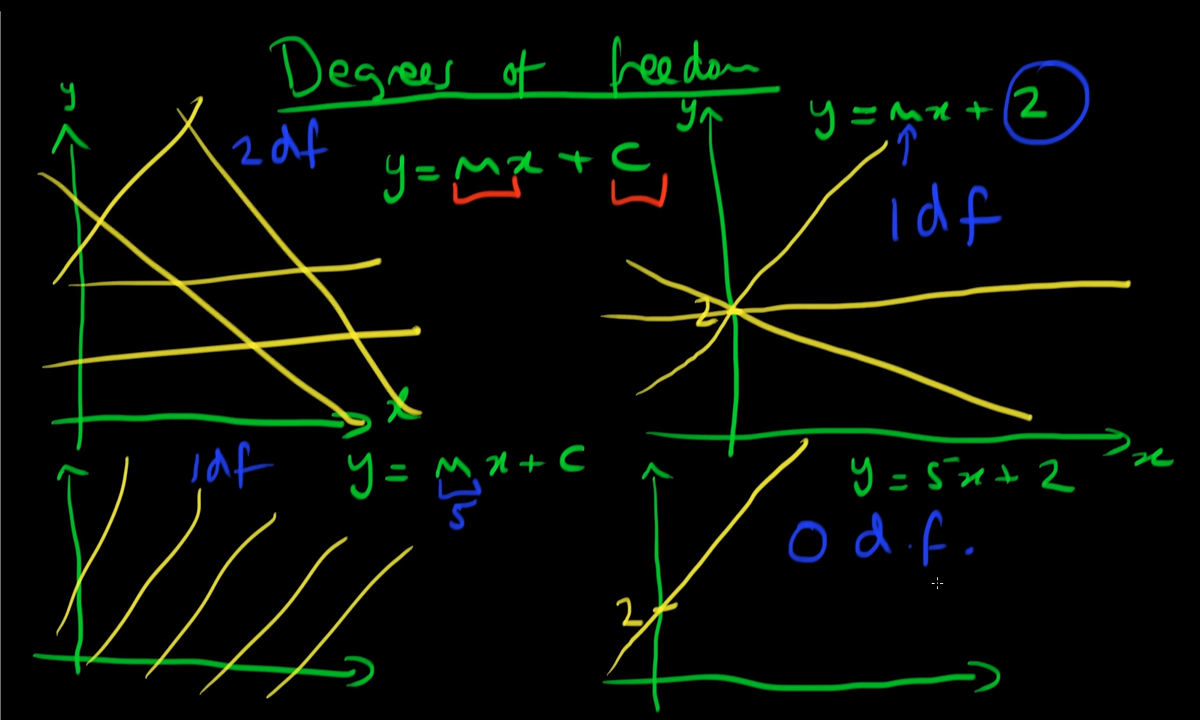 Degrees of freedom
y
2df
y = mx + c
x
y
y = mx + 2
1df
2
x
1df
y = mx + c
5
y = 5x + 2
0 d.f.
2